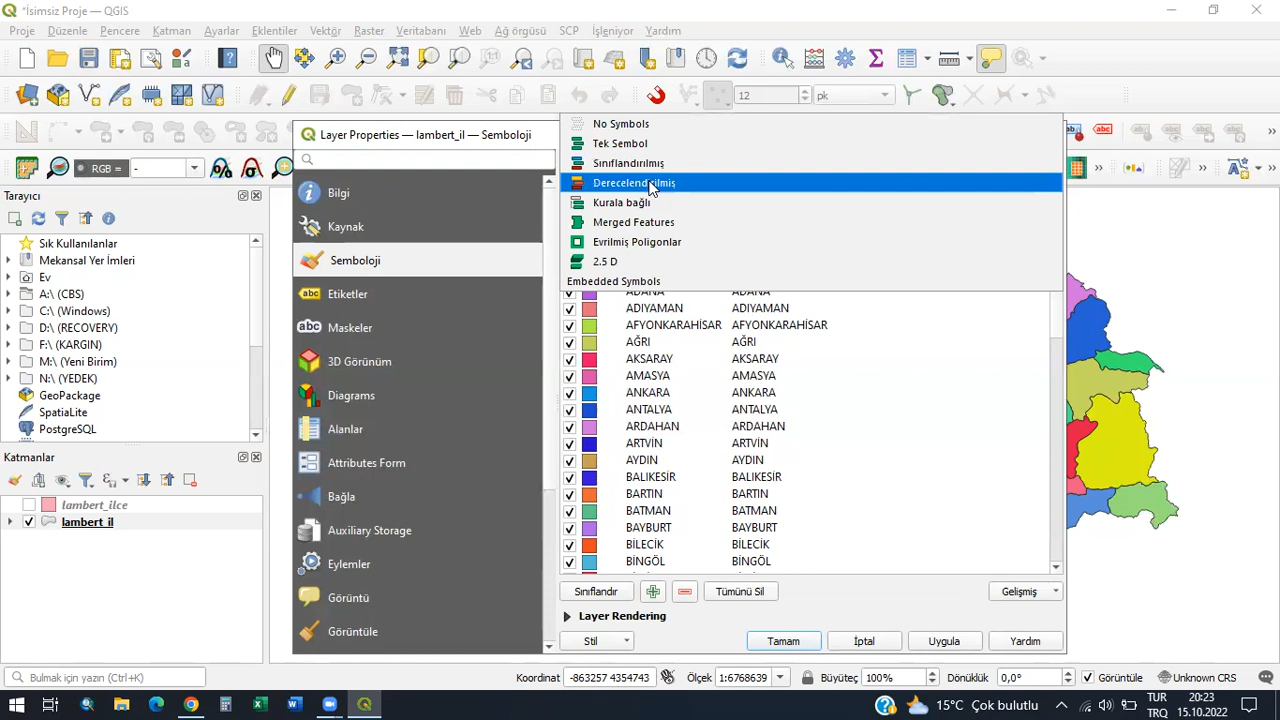 *İsimsiz Proje — QGIS
Proje Düzenle Pencere Katman Ayarlar Eklentiler Vektör Raster Veritabanı Web Ağ örgüsü SCP İşleniyor Yardım
12 pk
abc
RGB = -
Layer Properties — lambert_il — Semboloji
No Symbols
Tek Sembol
Sınıflandırılmış
Derecelendirilmiş
Kurala bağlı
Merged Features
Evrilmiş Poligonlar
2.5 D
Embedded Symbols
Tarayıcı
Sık Kullanılanlar
Mekansal Yer İmleri
Ev
A:\ (CBS)
C:\ (Windows)
D:\ (RECOVERY)
F:\ (KARGIN)
M:\ (Yeni Birim)
N:\ (YEDEK)
GeoPackage
SpatiaLite
PostgreSQL
Katmanlar
lambert_ilce
lambert_il
Bilgi
Kaynak
Semboloji
abc Etiketler
abc Maskeler
3D Görünüm
Diagrams
Alanlar
Attributes Form
Bağla
Auxiliary Storage
Eylemler
Görüntü
Görüntüle
ADANA ADANA
ADIYAMAN ADIYAMAN
AFYONKARAHİSAR AFYONKARAHİSAR
AĞRI AĞRI
AKSARAY AKSARAY
AMASYA AMASYA
ANKARA ANKARA
ANTALYA ANTALYA
ARDAHAN ARDAHAN
ARTVİN ARTVİN
AYDIN AYDIN
BALIKESİR BALIKESİR
BARTIN BARTIN
BATMAN BATMAN
BAYBURT BAYBURT
BİLECİK BİLECİK
BİNGÖL BİNGÖL
Sınıflandır Tümünü Sil Gelişmiş
Layer Rendering
Stil Tamam İptal Uygula Yardım
Bulmak için yazın (Ctrl+K) Koordinat -863257 4354743 Ölçek 1:6768639 Büyüteç 100% Dönüklük 0,0° Görüntüle Unknown CRS
15°C Çok bulutlu TUR 20:23
TRQ 15.10.2022